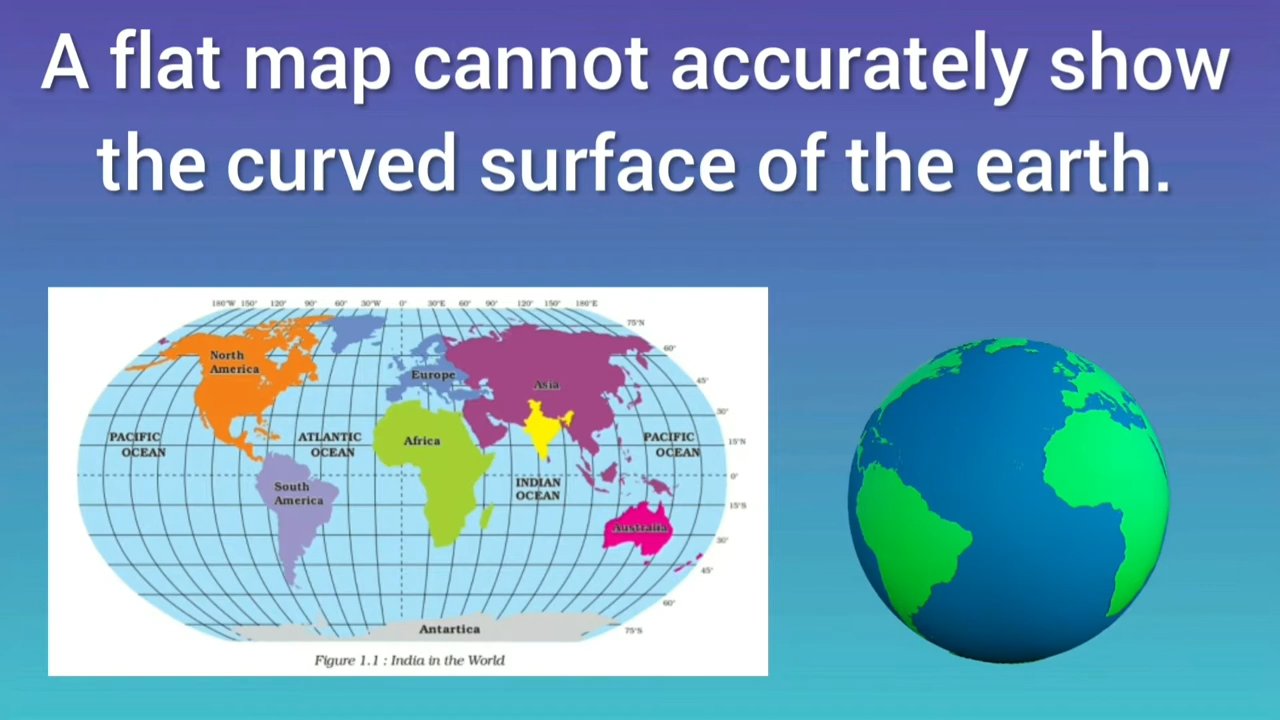 A flat map cannot accurately show
the curved surface of the earth.
180°W 150° 120° 90° 60° 30°W 0° 30°E 60° 90° 120° 150° 180°E
75°N
North
America
60°
Europe
Asia
45°
30°
PACIFIC
OCEAN
ATLANTIC
OCEAN
Africa
PACIFIC
OCEAN
15°N
0°
South
America
INDIAN
OCEAN
15°S
Australia
30°
45°
60°
Antartica
75°S
Figure 1.1 : India in the World